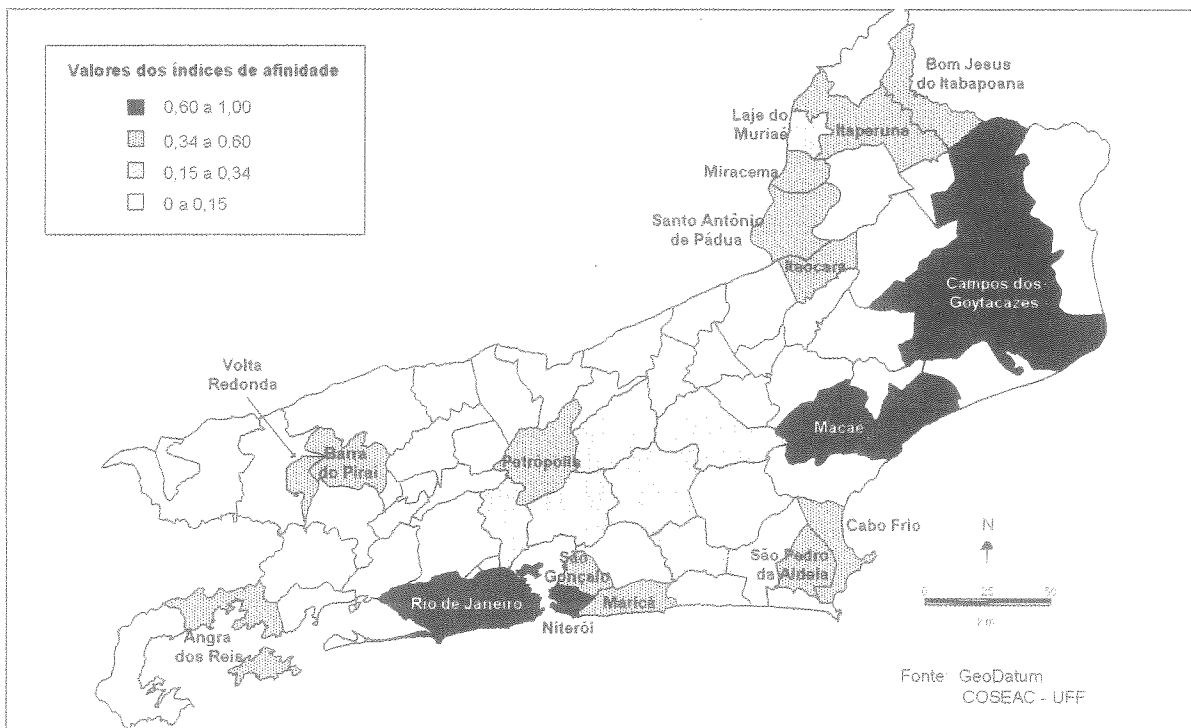 Valores dos índices de afinidade
0,60 a 1,00
0,34 a 0,60
0,15 a 0,34
0 a 0,15
Bom Jesus
do Itabapoana
Laje do
Muriaé
Itaperuna
Miracema
Santo Antônio
de Pádua
Itaocara
Campos dos
Goytacazes
Volta
Redonda
Barra
do Piraí
Petrópolis
Macaé
Cabo Frio
N
São Pedro
da Aldeia
São
Gonçalo
Rio de Janeiro
Maricá
Niterói
0 25 50
Angra
dos Reis
Fonte: GeoDatum
COSEAC - UFF